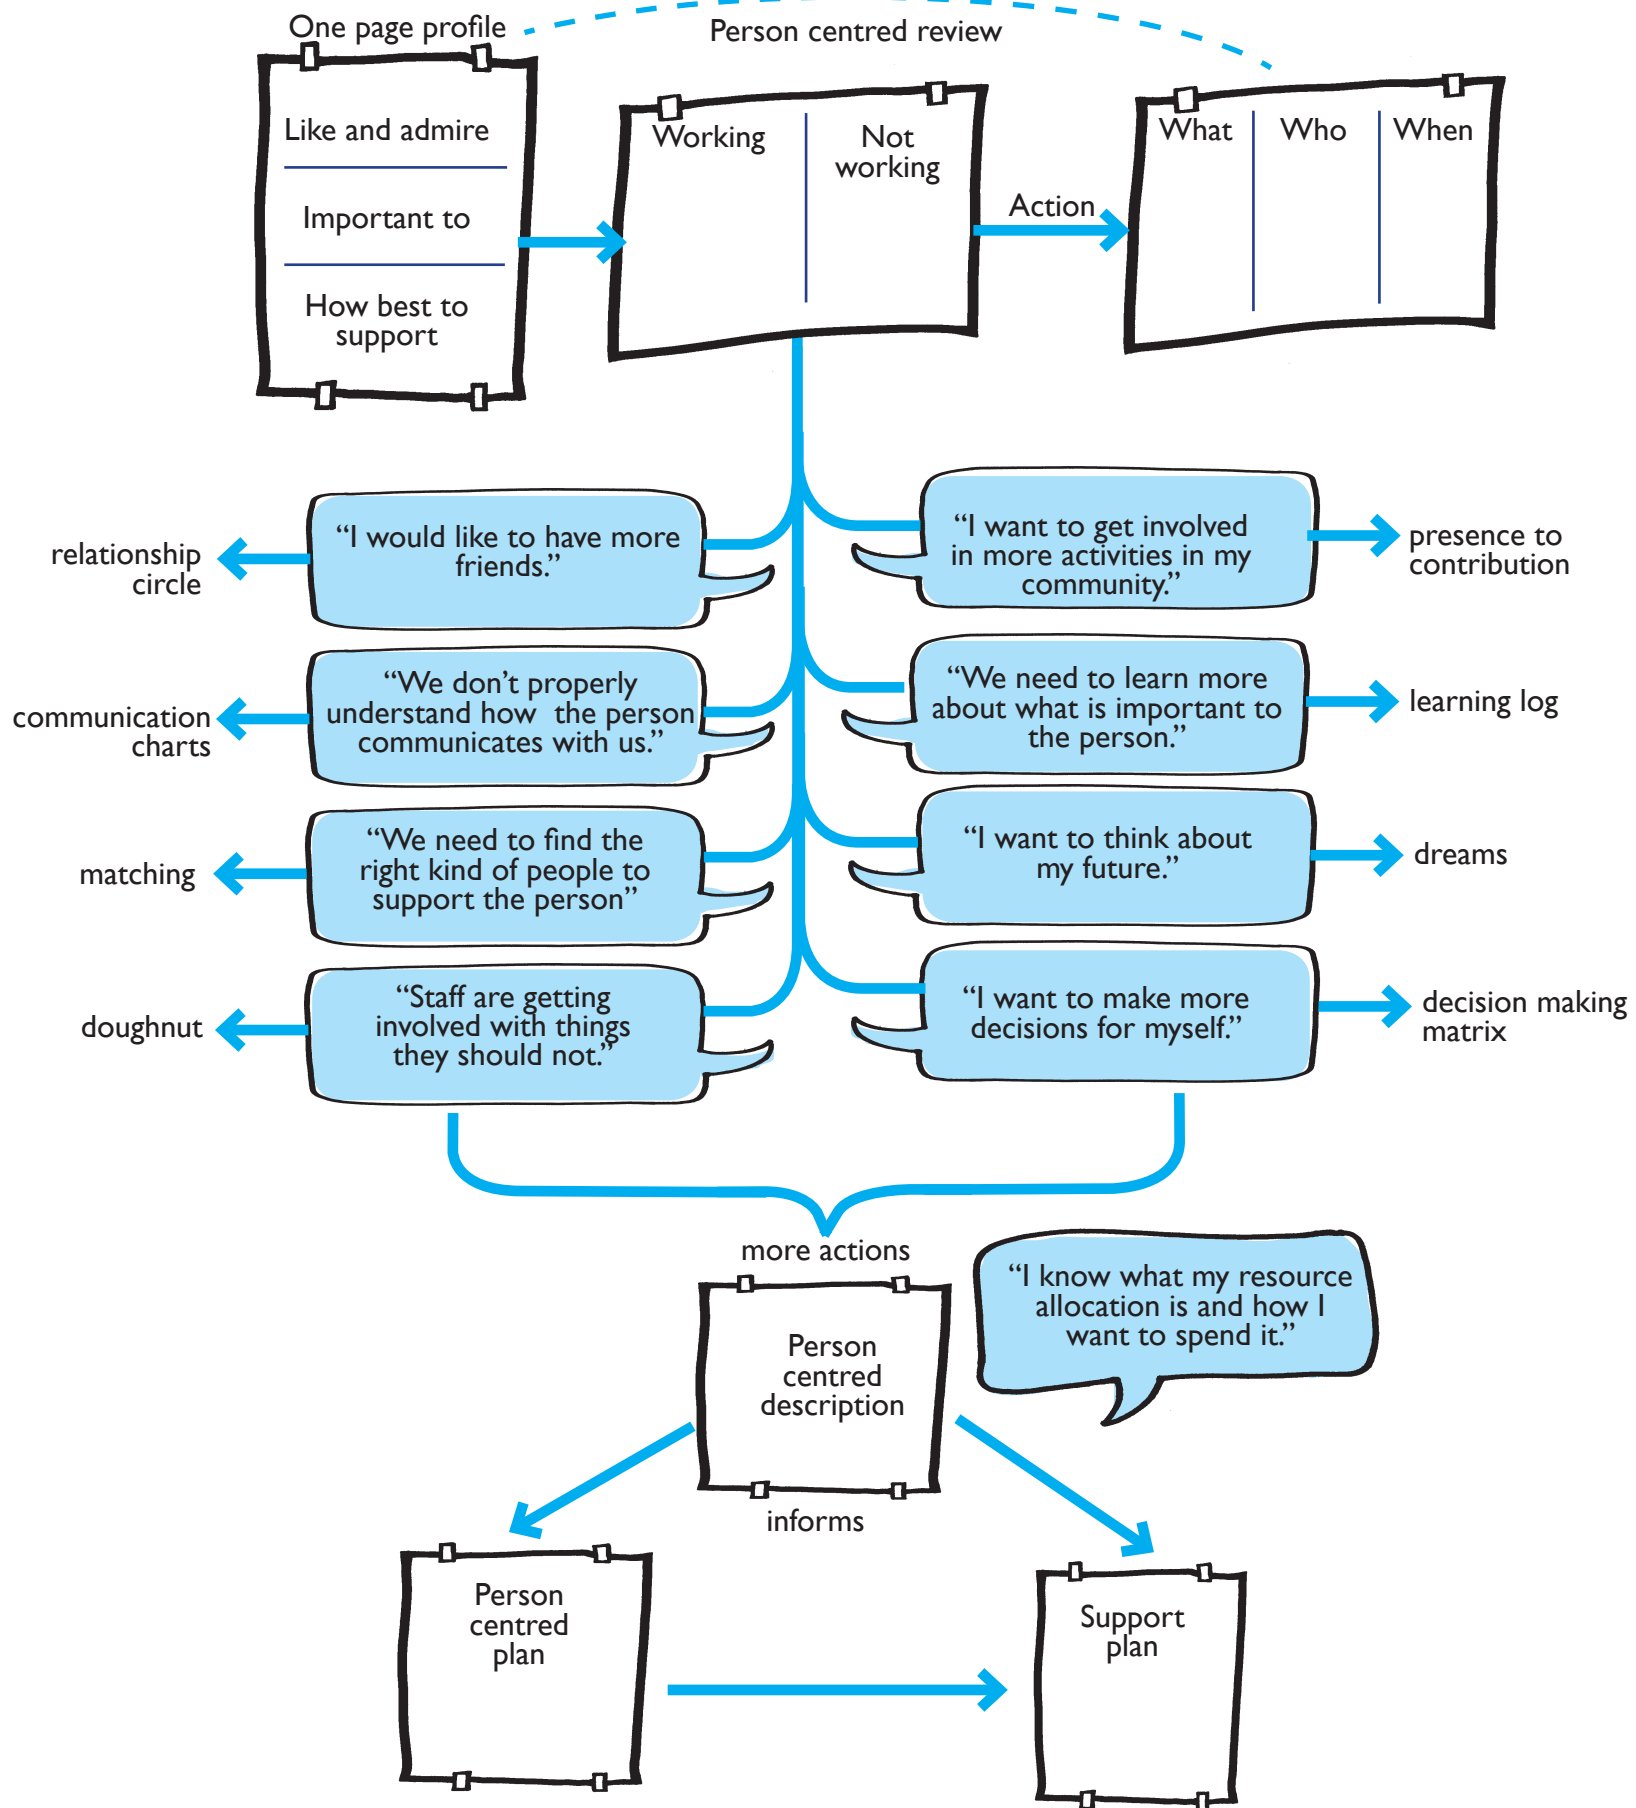 One page profile
Person centred review
Like and admire
Important to
How best to
support
Working
Not
working
Action
What
Who
When
relationship
circle
“I would like to have more
friends.”
“I want to get involved
in more activities in my
community.”
presence to
contribution
communication
charts
“We don’t properly
understand how the person
communicates with us.”
“We need to learn more
about what is important to
the person.”
learning log
matching
“We need to find the
right kind of people to
support the person”
“I want to think about
my future.”
dreams
doughnut
“Staff are getting
involved with things
they should not.”
“I want to make more
decisions for myself.”
decision making
matrix
more actions
“I know what my resource
allocation is and how I
want to spend it.”
Person
centred
description
informs
Person
centred
plan
Support
plan